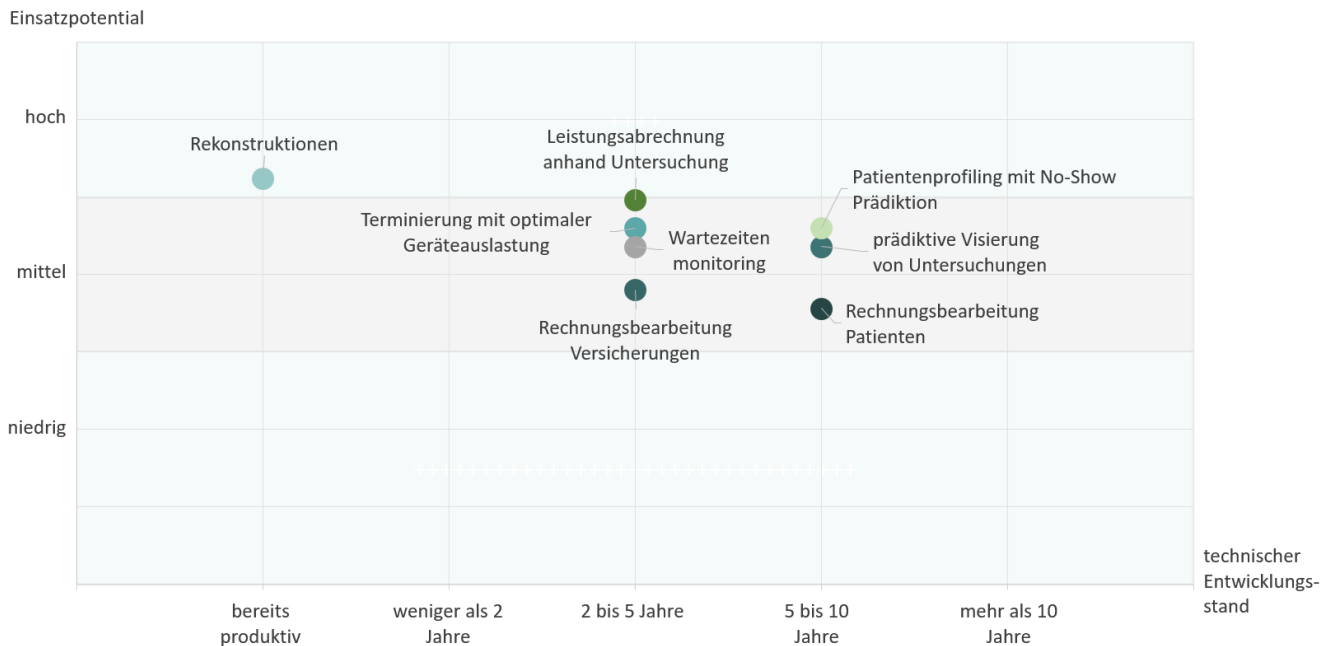 Einsatzpotential
hoch
Rekonstruktionen
Leistungsabrechnung
anhand Untersuchung
Patientenprofiling mit No-Show
Prädiktion
Terminierung mit optimaler
Geräteauslastung
Wartezeiten
monitoring
prädiktive Visierung
von Untersuchungen
mittel
Rechnungsbearbeitung
Versicherungen
Rechnungsbearbeitung
Patienten
niedrig
technischer
Entwicklungs-
stand
bereits
produktiv
weniger als 2
Jahre
2 bis 5 Jahre
5 bis 10
Jahre
mehr als 10
Jahre